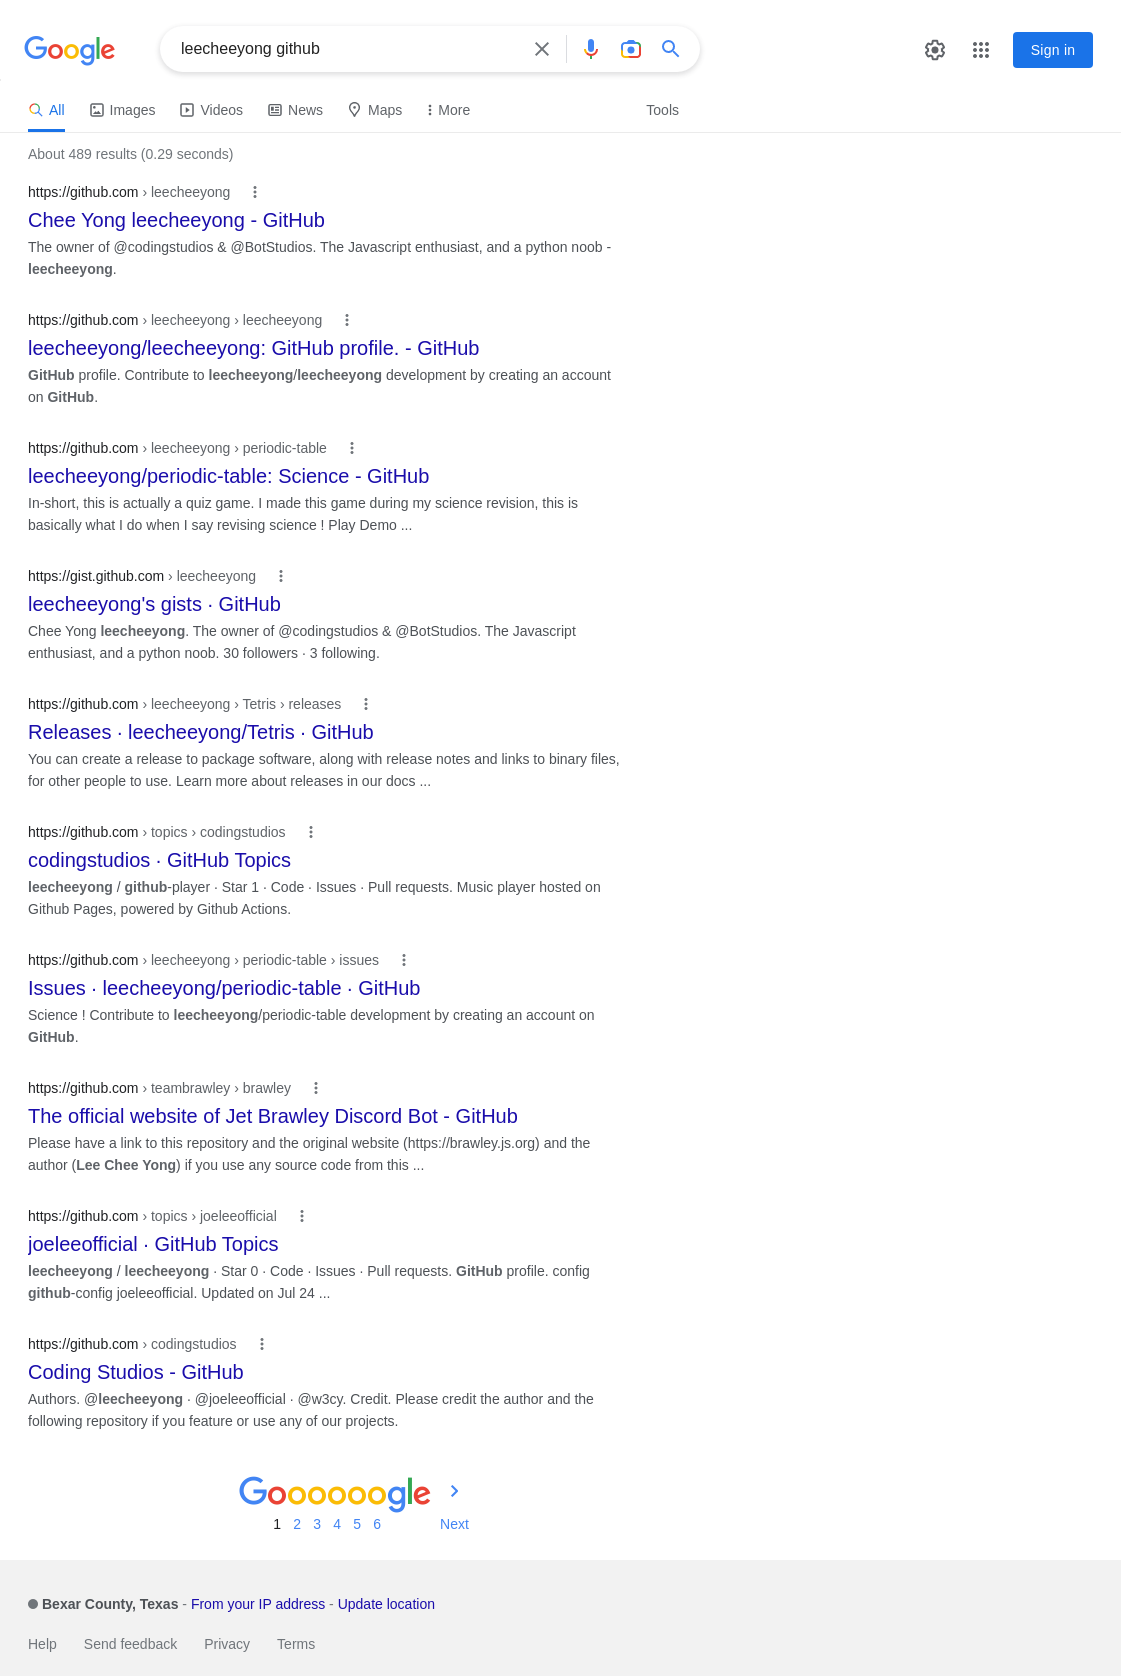 Google
leecheeyong github
Sign in
All
Images
Videos
News
Maps
More
Tools
About 489 results (0.29 seconds)
https://github.com › leecheeyong
Chee Yong leecheeyong - GitHub
The owner of @codingstudios & @BotStudios. The Javascript enthusiast, and a python noob -
leecheeyong.
https://github.com › leecheeyong › leecheeyong
leecheeyong/leecheeyong: GitHub profile. - GitHub
GitHub profile. Contribute to leecheeyong/leecheeyong development by creating an account
on GitHub.
https://github.com › leecheeyong › periodic-table
leecheeyong/periodic-table: Science - GitHub
In-short, this is actually a quiz game. I made this game during my science revision, this is
basically what I do when I say revising science ! Play Demo ...
https://gist.github.com › leecheeyong
leecheeyong's gists · GitHub
Chee Yong leecheeyong. The owner of @codingstudios & @BotStudios. The Javascript
enthusiast, and a python noob. 30 followers · 3 following.
https://github.com › leecheeyong › Tetris › releases
Releases · leecheeyong/Tetris · GitHub
You can create a release to package software, along with release notes and links to binary files,
for other people to use. Learn more about releases in our docs ...
https://github.com › topics › codingstudios
codingstudios · GitHub Topics
leecheeyong / github-player · Star 1 · Code · Issues · Pull requests. Music player hosted on
Github Pages, powered by Github Actions.
https://github.com › leecheeyong › periodic-table › issues
Issues · leecheeyong/periodic-table · GitHub
Science ! Contribute to leecheeyong/periodic-table development by creating an account on
GitHub.
https://github.com › teambrawley › brawley
The official website of Jet Brawley Discord Bot - GitHub
Please have a link to this repository and the original website (https://brawley.js.org) and the
author (Lee Chee Yong) if you use any source code from this ...
https://github.com › topics › joeleeofficial
joeleeofficial · GitHub Topics
leecheeyong / leecheeyong · Star 0 · Code · Issues · Pull requests. GitHub profile. config
github-config joeleeofficial. Updated on Jul 24 ...
https://github.com › codingstudios
Coding Studios - GitHub
Authors. @leecheeyong · @joeleeofficial · @w3cy. Credit. Please credit the author and the
following repository if you feature or use any of our projects.
Gooooooogle
1 2 3 4 5 6 Next
Bexar County, Texas - From your IP address - Update location
Help Send feedback Privacy Terms